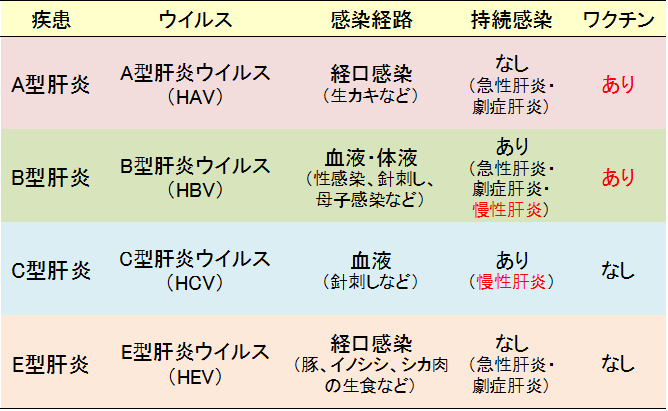 疾患 ウイルス 感染経路 持続感染 ワクチン
A型肝炎
A型肝炎ウイルス
（HAV）
経口感染
（生カキなど）
なし
（急性肝炎・
劇症肝炎）
あり
B型肝炎
B型肝炎ウイルス
（HBV）
血液・体液
（性感染、針刺し、
母子感染など）
あり
（急性肝炎・
劇症肝炎・
慢性肝炎）
あり
C型肝炎
C型肝炎ウイルス
（HCV）
血液
（針刺しなど）
あり
（慢性肝炎）
なし
E型肝炎
E型肝炎ウイルス
（HEV）
経口感染
（豚、イノシシ、シカ肉
の生食など）
なし
（急性肝炎・
劇症肝炎）
なし